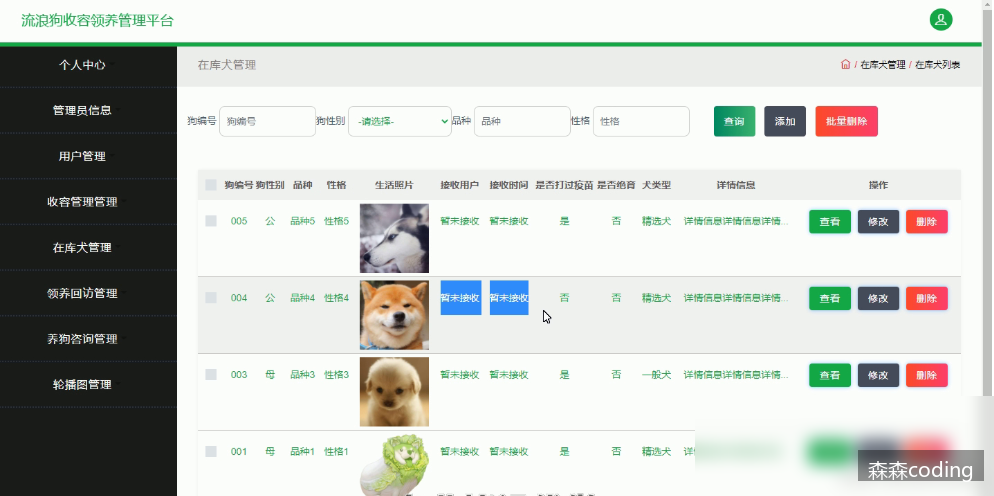 流浪狗收容领养管理平台
个人中心
管理员信息
用户管理
收容管理管理
在库犬管理
领养回访管理
养狗咨询管理
轮播图管理
在库犬管理
/ 在库犬管理 / 在库犬列表
狗编号 狗编号 狗性别 -请选择- 品种 品种 性格 性格 查询 添加 批量删除
狗编号 狗性别 品种 性格 生活照片 接收用户 接收时间 是否打过疫苗 是否绝育 犬类型 详情信息 操作
005 公 品种5 性格5 暂未接收 暂未接收 是 否 精选犬 详情信息详情信息详情... 查看 修改 删除
004 公 品种4 性格4 暂未接收 暂未接收 否 否 精选犬 详情信息详情信息详情... 查看 修改 删除
003 母 品种3 性格3 暂未接收 暂未接收 是 否 一般犬 详情信息详情信息详情... 查看 修改 删除
001 母 品种1 性格1 暂未接收 暂未接收 是 否 精选犬
森森coding